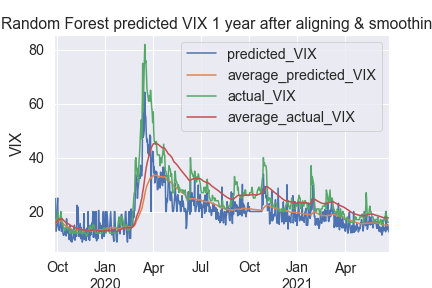 Random Forest predicted VIX 1 year after aligning & smoothin
80
60
40
20
VIX
predicted_VIX
average_predicted_VIX
actual_VIX
average_actual_VIX
Oct Jan Apr Jul Oct Jan Apr
2020 2021